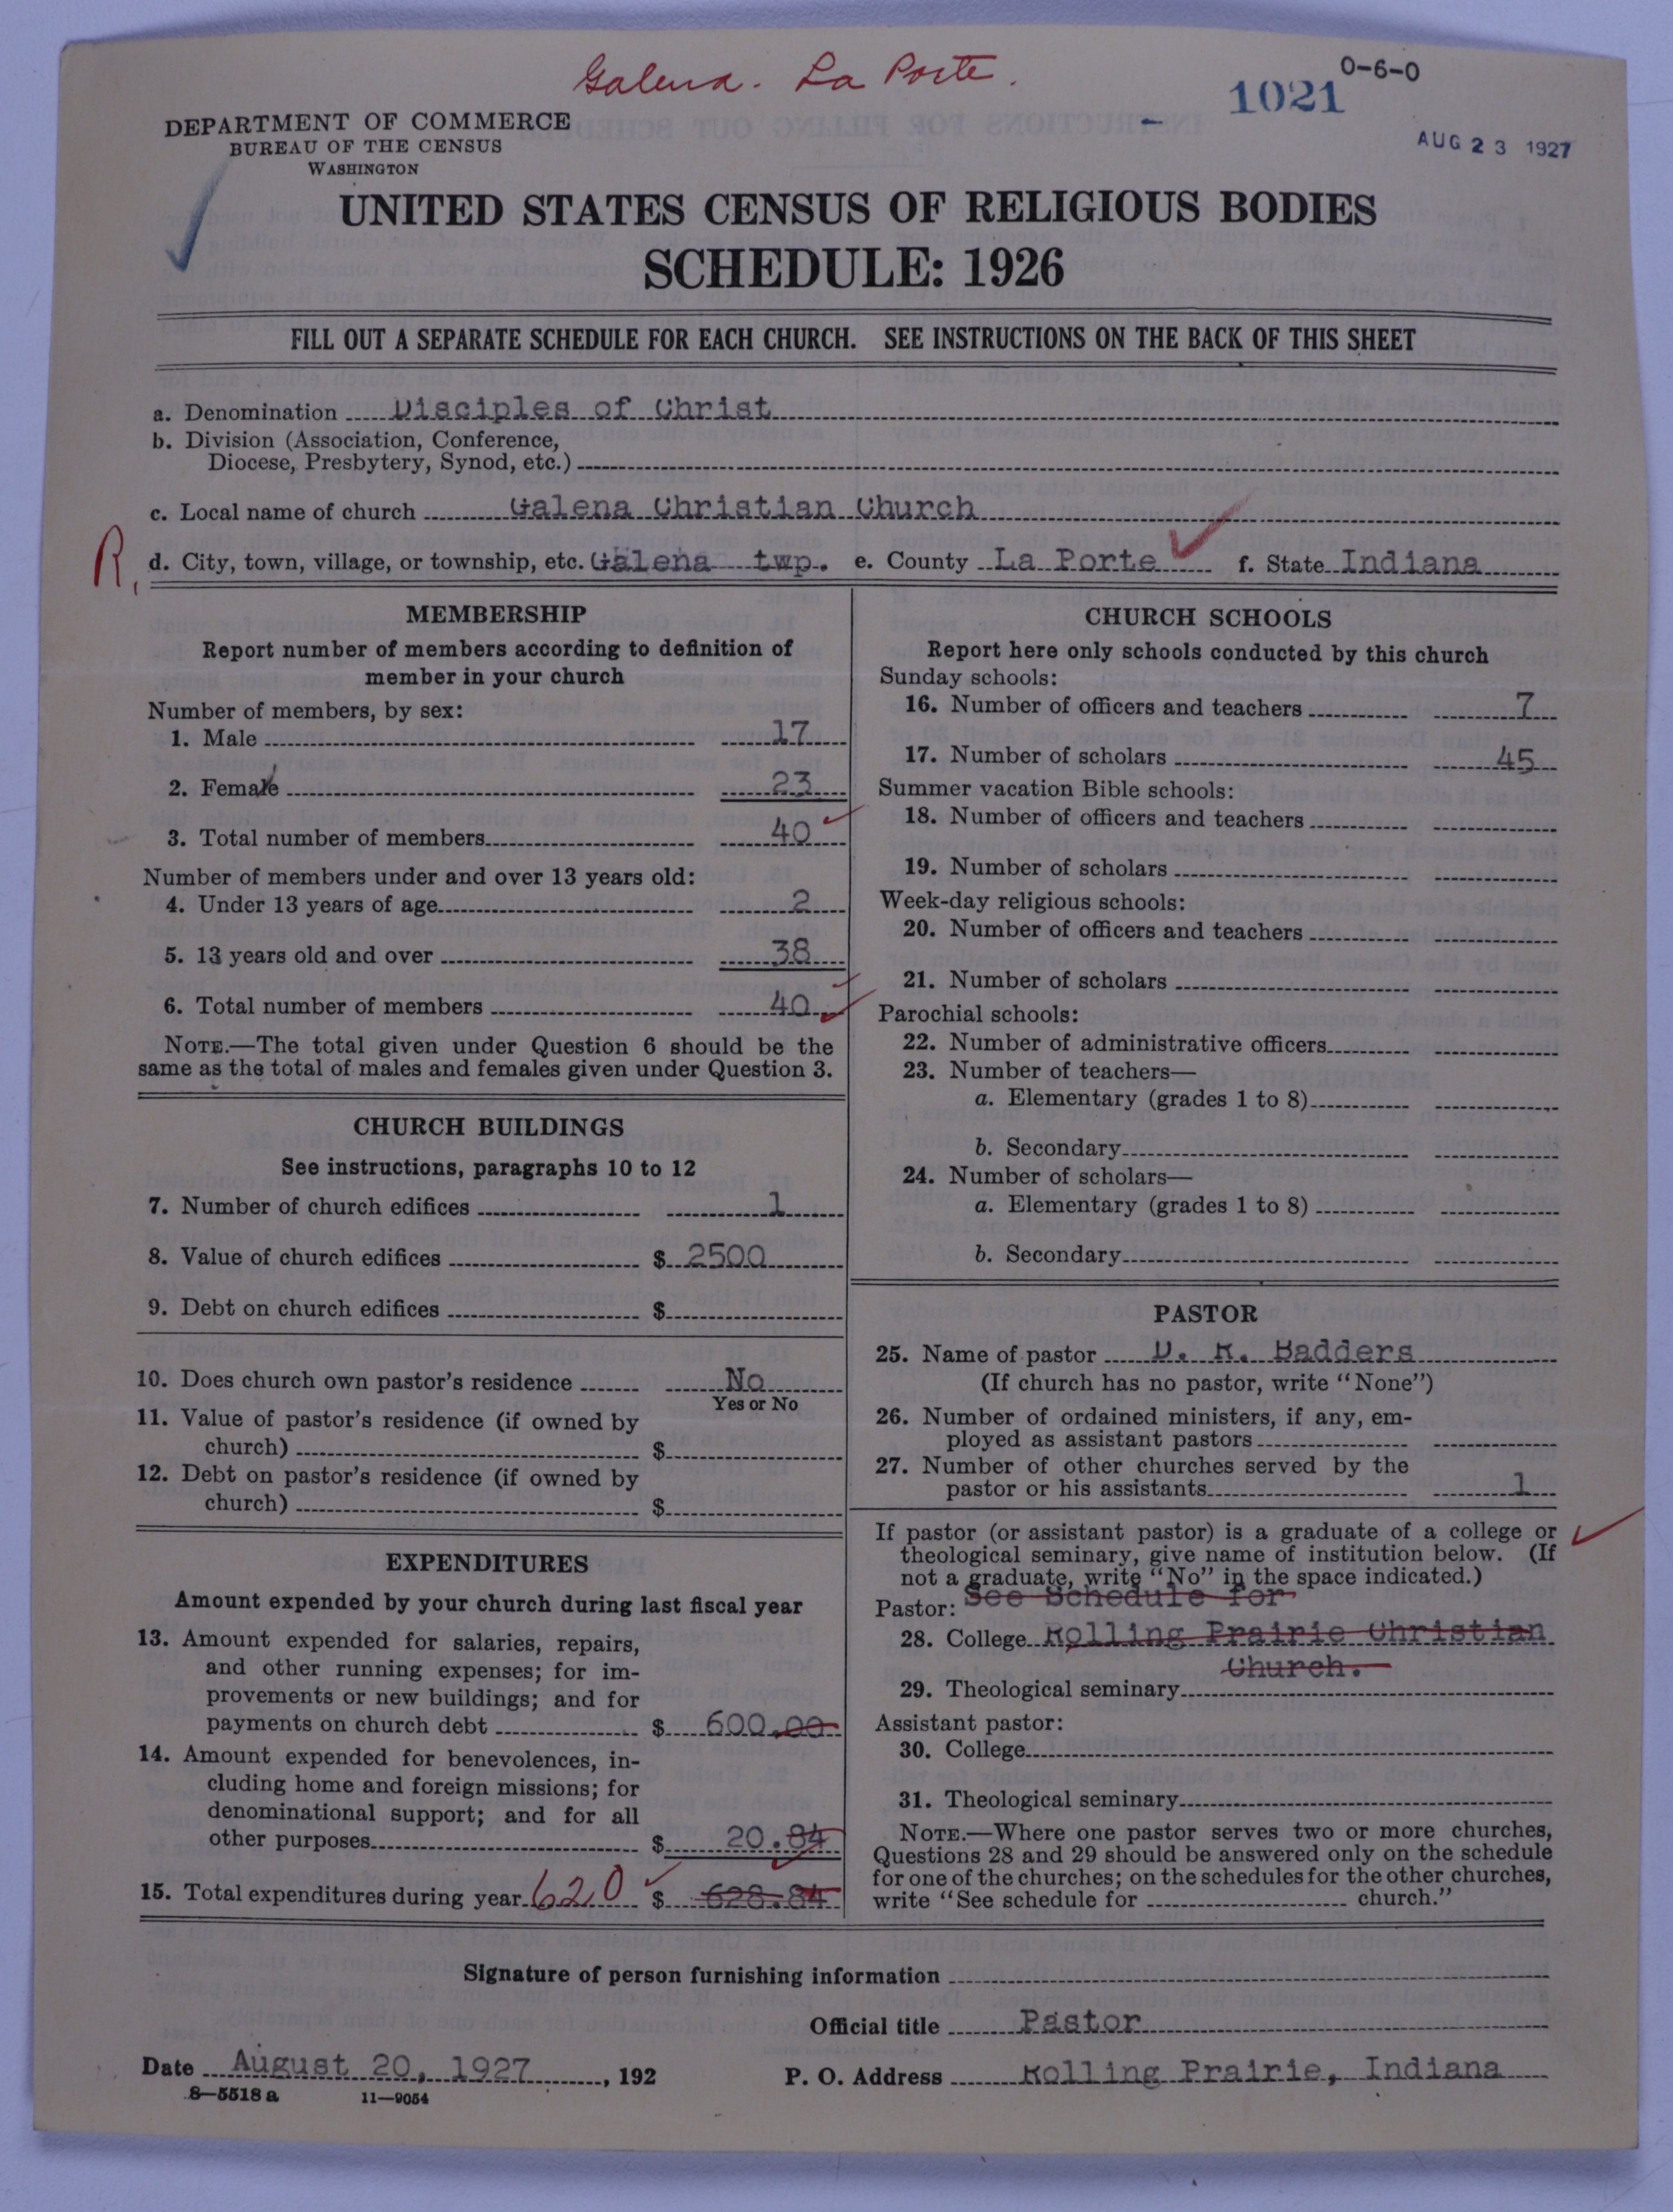 Galena. La Porte.
0-6-0
1021
AUG 23 1927
DEPARTMENT OF COMMERCE
BUREAU OF THE CENSUS
WASHINGTON
UNITED STATES CENSUS OF RELIGIOUS BODIES
SCHEDULE: 1926
FILL OUT A SEPARATE SCHEDULE FOR EACH CHURCH. SEE INSTRUCTIONS ON THE BACK OF THIS SHEET
a. Denomination Disciples of Christ
b. Division (Association, Conference,
Diocese, Presbytery, Synod, etc.)
c. Local name of church Galena Christian Church
R. d. City, town, village, or township, etc. Galena twp. e. County La Porte f. State Indiana
MEMBERSHIP
Report number of members according to definition of
member in your church
Number of members, by sex:
1. Male 17
2. Female 23
3. Total number of members 40
Number of members under and over 13 years old:
4. Under 13 years of age 2
5. 13 years old and over 38
6. Total number of members 40
NOTE.—The total given under Question 6 should be the
same as the total of males and females given under Question 3.
CHURCH BUILDINGS
See instructions, paragraphs 10 to 12
7. Number of church edifices 1
8. Value of church edifices $ 2500
9. Debt on church edifices $
10. Does church own pastor's residence No
Yes or No
11. Value of pastor's residence (if owned by
church) $
12. Debt on pastor's residence (if owned by
church) $
EXPENDITURES
Amount expended by your church during last fiscal year
13. Amount expended for salaries, repairs,
and other running expenses; for im-
provements or new buildings; and for
payments on church debt $ 600.00
14. Amount expended for benevolences, in-
cluding home and foreign missions; for
denominational support; and for all
other purposes $ 20.84
15. Total expenditures during year 620 $ 628.84
CHURCH SCHOOLS
Report here only schools conducted by this church
Sunday schools:
16. Number of officers and teachers 7
17. Number of scholars 45
Summer vacation Bible schools:
18. Number of officers and teachers
19. Number of scholars
Week-day religious schools:
20. Number of officers and teachers
21. Number of scholars
Parochial schools:
22. Number of administrative officers
23. Number of teachers—
a. Elementary (grades 1 to 8)
b. Secondary
24. Number of scholars—
a. Elementary (grades 1 to 8)
b. Secondary
PASTOR
25. Name of pastor D. K. Badders
(If church has no pastor, write "None")
26. Number of ordained ministers, if any, em-
ployed as assistant pastors
27. Number of other churches served by the
pastor or his assistants 1
If pastor (or assistant pastor) is a graduate of a college or
theological seminary, give name of institution below. (If
not a graduate, write "No" in the space indicated.)
Pastor: See Schedule for
28. College Rolling Prairie Christian
Church.
29. Theological seminary
Assistant pastor:
30. College
31. Theological seminary
NOTE.—Where one pastor serves two or more churches,
Questions 28 and 29 should be answered only on the schedule
for one of the churches; on the schedules for the other churches,
write "See schedule for church."
Signature of person furnishing information
Official title Pastor
Date August 20, 1927, 192 P. O. Address Rolling Prairie, Indiana
8—5518 a 11—9054